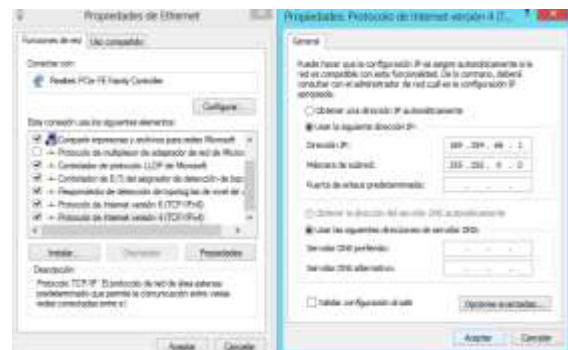 Propiedades de Ethernet
Funciones de red
Uso compartido
Conectar con:
Realtek PCIe FE Family Controller
Configurar...
Esta conexión usa los siguientes elementos:
Compartir impresoras y archivos para redes Microsoft
Protocolo de multiplexor de adaptador de red de Micros
Controlador de protocolo LLDP de Microsoft
Controlador de E/S del asignador de detección de topo
Respondedor de detección de topologías de nivel de v
Protocolo de Internet versión 6 (TCP/IPv6)
Protocolo de Internet versión 4 (TCP/IPv4)
Instalar...
Desinstalar
Propiedades
Descripción
Protocolo TCP/IP. El protocolo de red de área extensa
predeterminado que permite la comunicación entre varias
redes conectadas entre sí.
Aceptar
Cancelar
Propiedades: Protocolo de Internet versión 4 (T...
General
Puede hacer que la configuración IP se asigne automáticamente si la
red es compatible con esta funcionalidad. De lo contrario, deberá
consultar con el administrador de red cuál es la configuración IP
apropiada.
Obtener una dirección IP automáticamente
Usar la siguiente dirección IP:
Dirección IP:
Máscara de subred:
255 . 255 . 0 . 0
Puerta de enlace predeterminada:
Obtener la dirección del servidor DNS automáticamente
Usar las siguientes direcciones de servidor DNS:
Servidor DNS preferido:
Servidor DNS alternativo:
Validar configuración al salir
Opciones avanzadas...
Aceptar
Cancelar